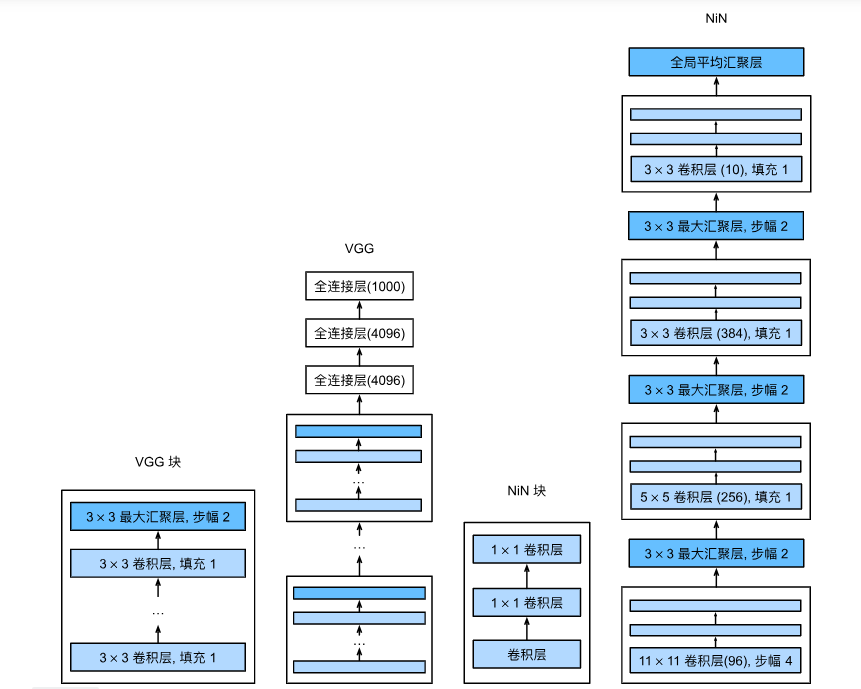 VGG 块
3 × 3 最大汇聚层, 步幅 2
3 × 3 卷积层, 填充 1
...
3 × 3 卷积层, 填充 1
VGG
全连接层(1000)
全连接层(4096)
全连接层(4096)
...
...
...
NiN 块
1 × 1 卷积层
1 × 1 卷积层
卷积层
NiN
全局平均汇聚层
3 × 3 卷积层 (10), 填充 1
3 × 3 最大汇聚层, 步幅 2
3 × 3 卷积层 (384), 填充 1
3 × 3 最大汇聚层, 步幅 2
5 × 5 卷积层 (256), 填充 1
3 × 3 最大汇聚层, 步幅 2
11 × 11 卷积层(96), 步幅 4